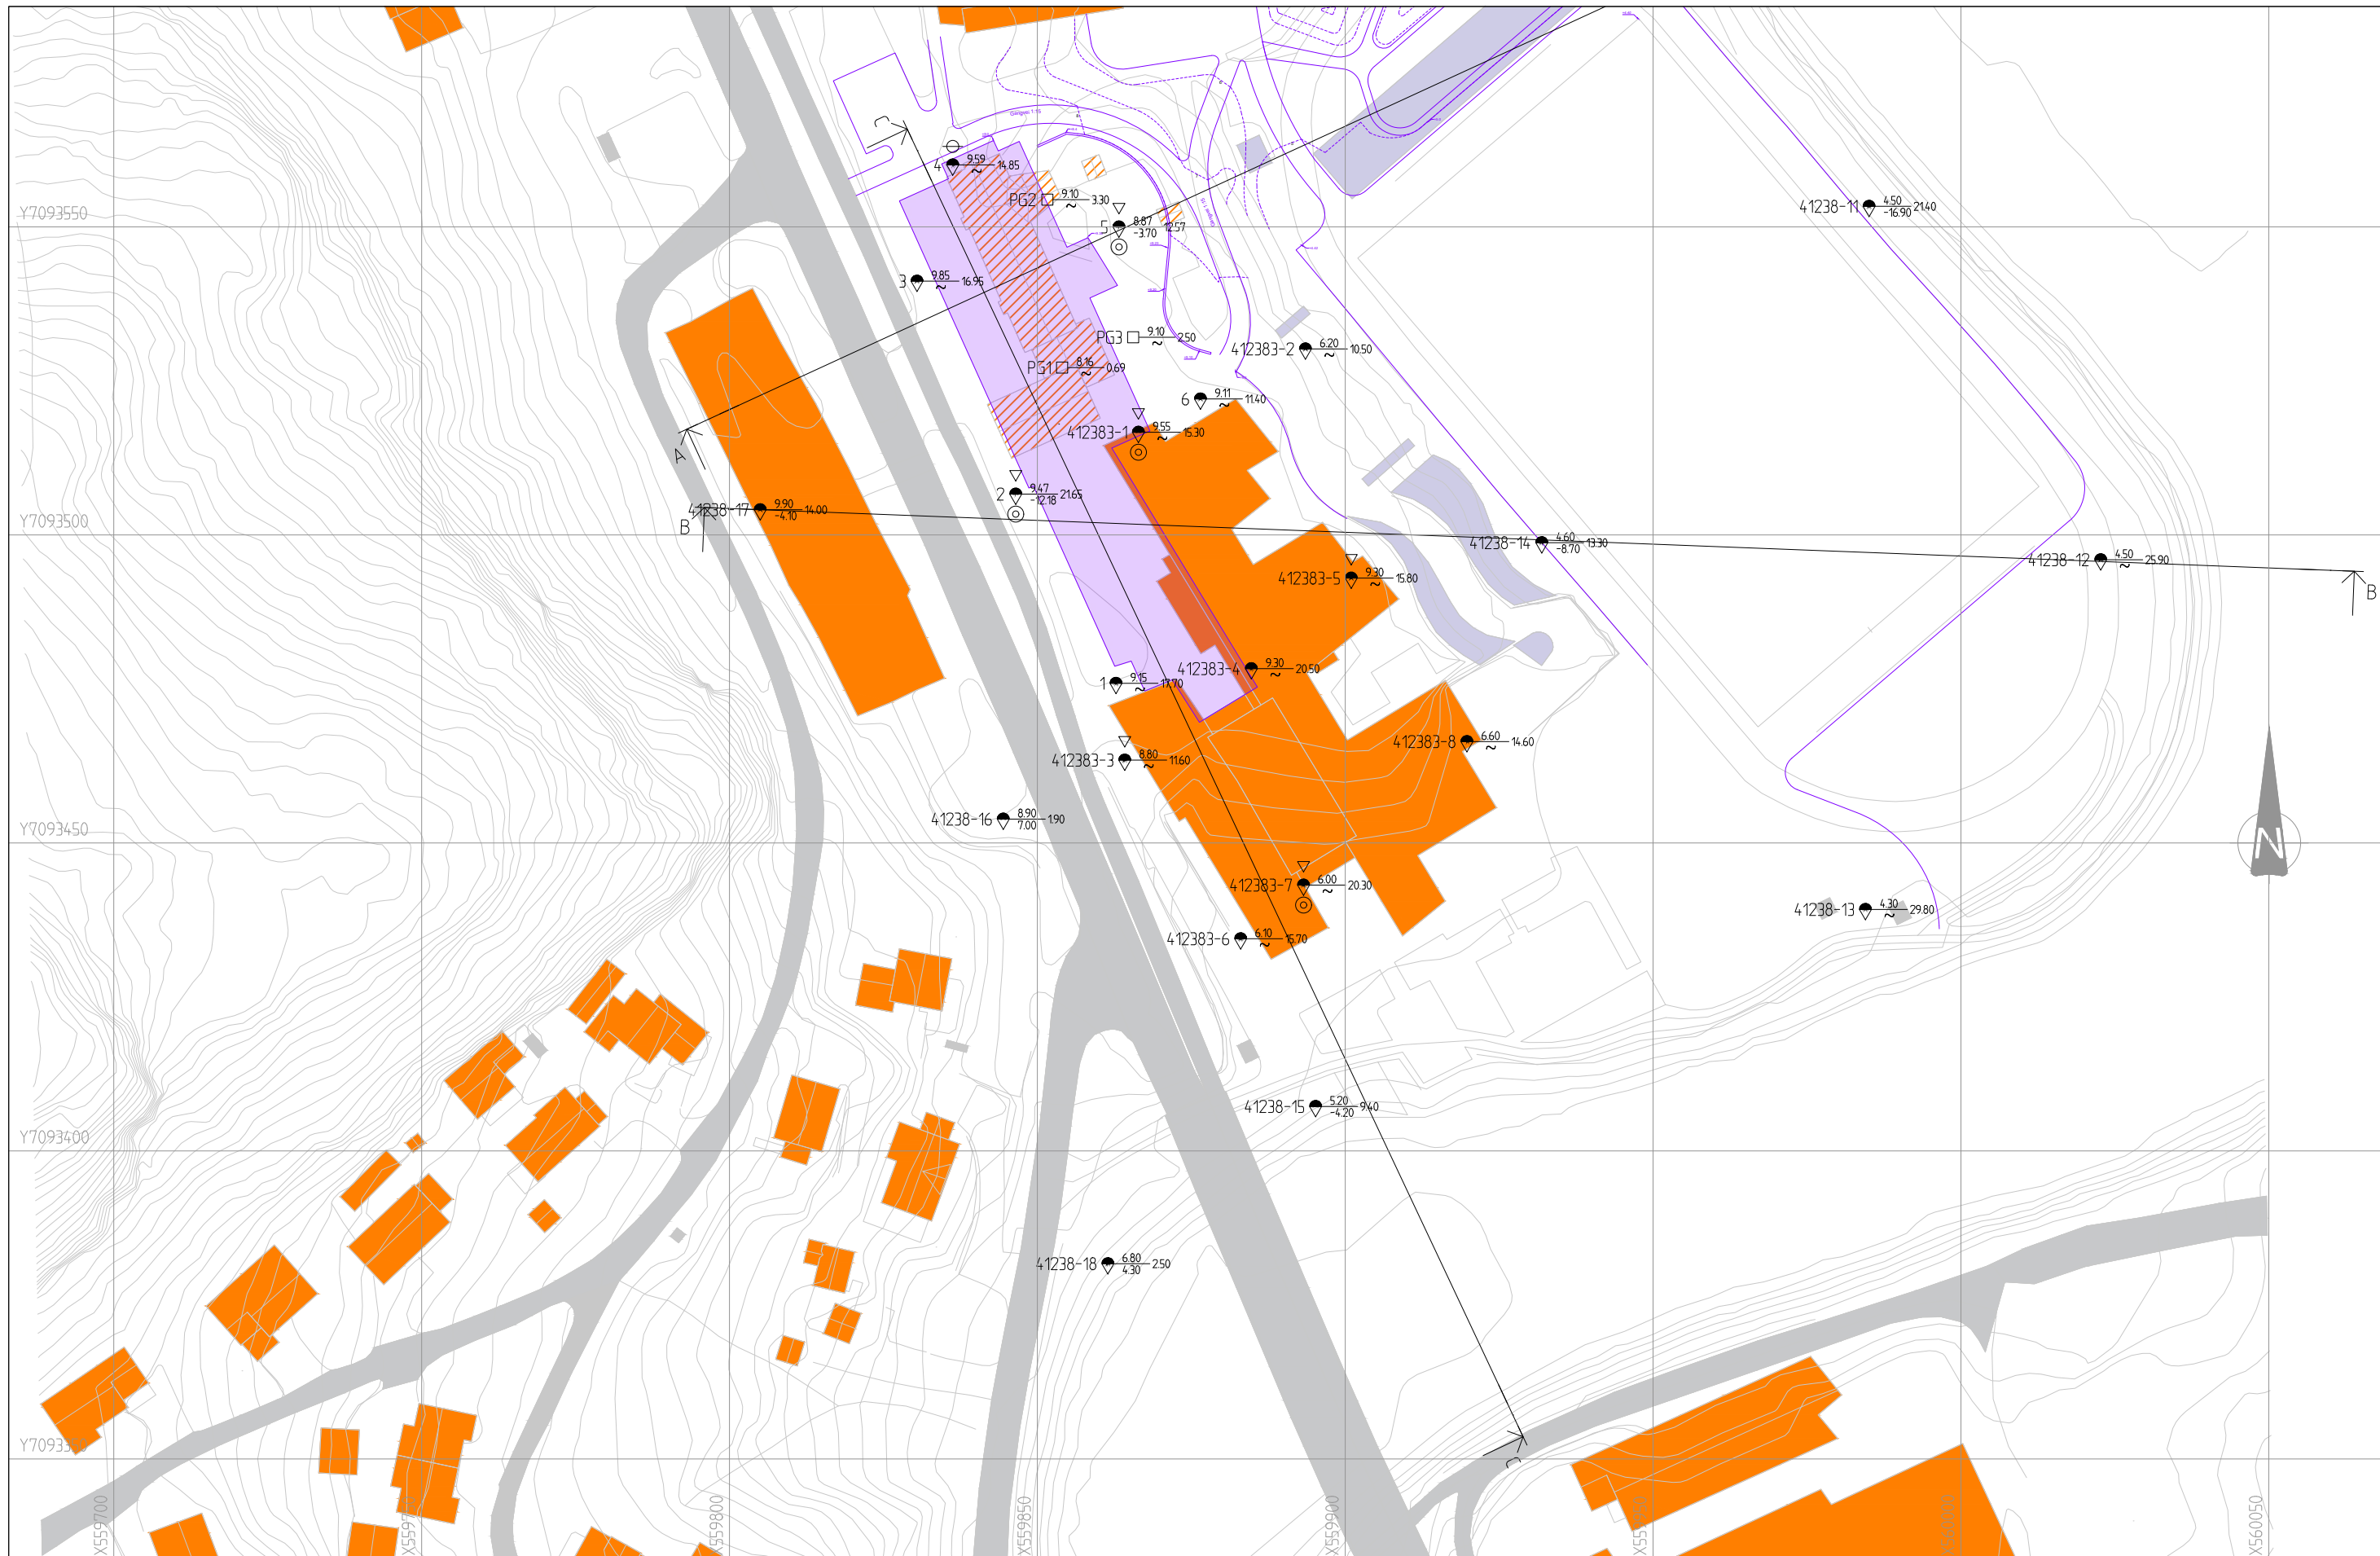 Gangvei 1:15
C
4 9.59 ~ 14.85
PG2 9.10 ~ 3.30
Y7093550
5 8.87 -3.70 12.57
Gangvei 1:15
41238-11 4.50 -16.90 21.40
3 9.85 ~ 16.95
PG3 9.10 ~ 2.50
412383-2 6.20 ~ 10.50
PG1 8.16 ~ 0.69
6 9.11 ~ 11.40
412383-1 9.55 ~ 15.30
A
2 9.47 -12.18 21.65
41238-17 9.90 -4.10 14.00
Y7093500
B
41238-14 4.60 -8.70 13.30
41238-12 4.50 ~ 25.90
412383-5 9.30 ~ 15.80
B
412383-4 9.30 ~ 20.50
1 9.15 ~ 17.70
412383-8 6.60 ~ 14.60
412383-3 8.80 ~ 11.60
41238-16 8.90 7.00 1.90
Y7093450
N
412383-7 6.00 ~ 20.30
41238-13 4.30 ~ 29.80
412383-6 6.10 ~ 15.70
41238-15 5.20 -4.20 9.40
Y7093400
41238-18 6.80 4.30 2.50
Y7093350
C
X559700
X559800
X559850
X559900
X560050